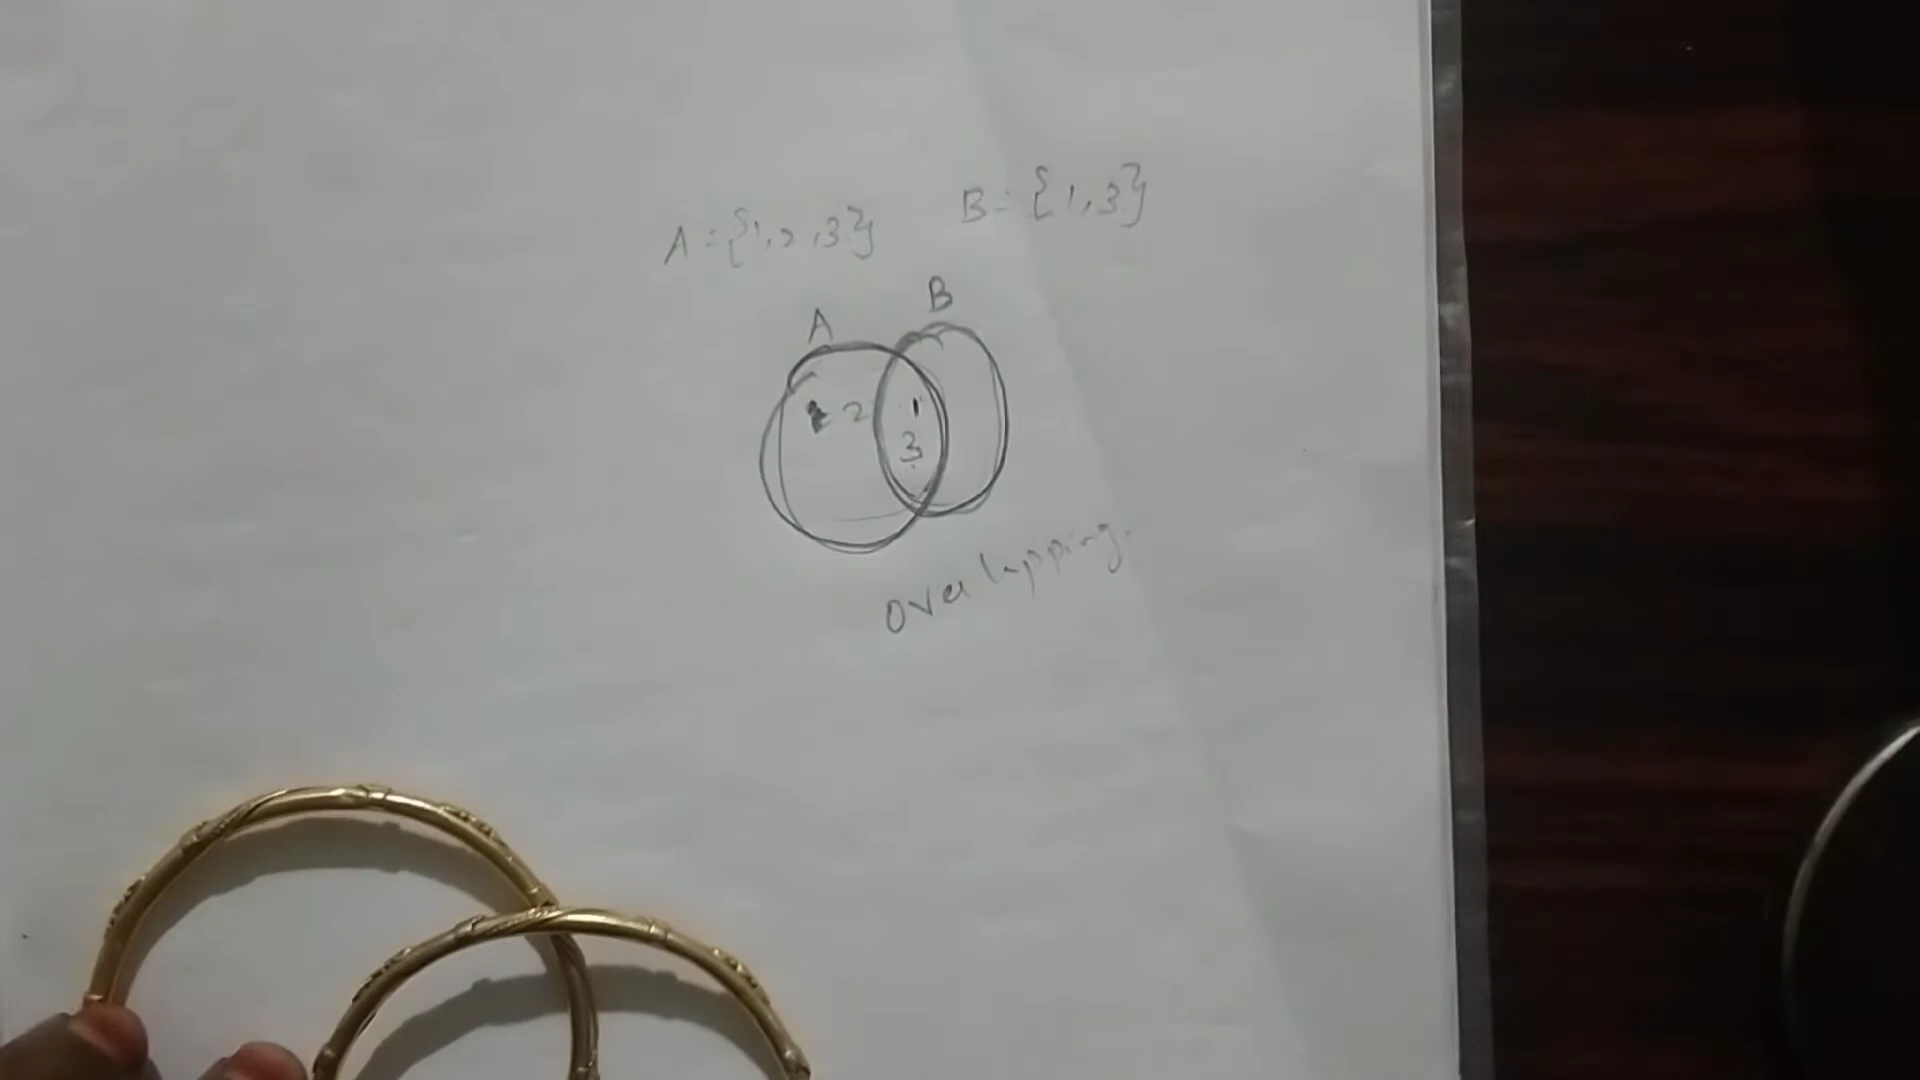 A = {1, 2, 3} B = {1, 3}
A B
2 1
3
overlapping.